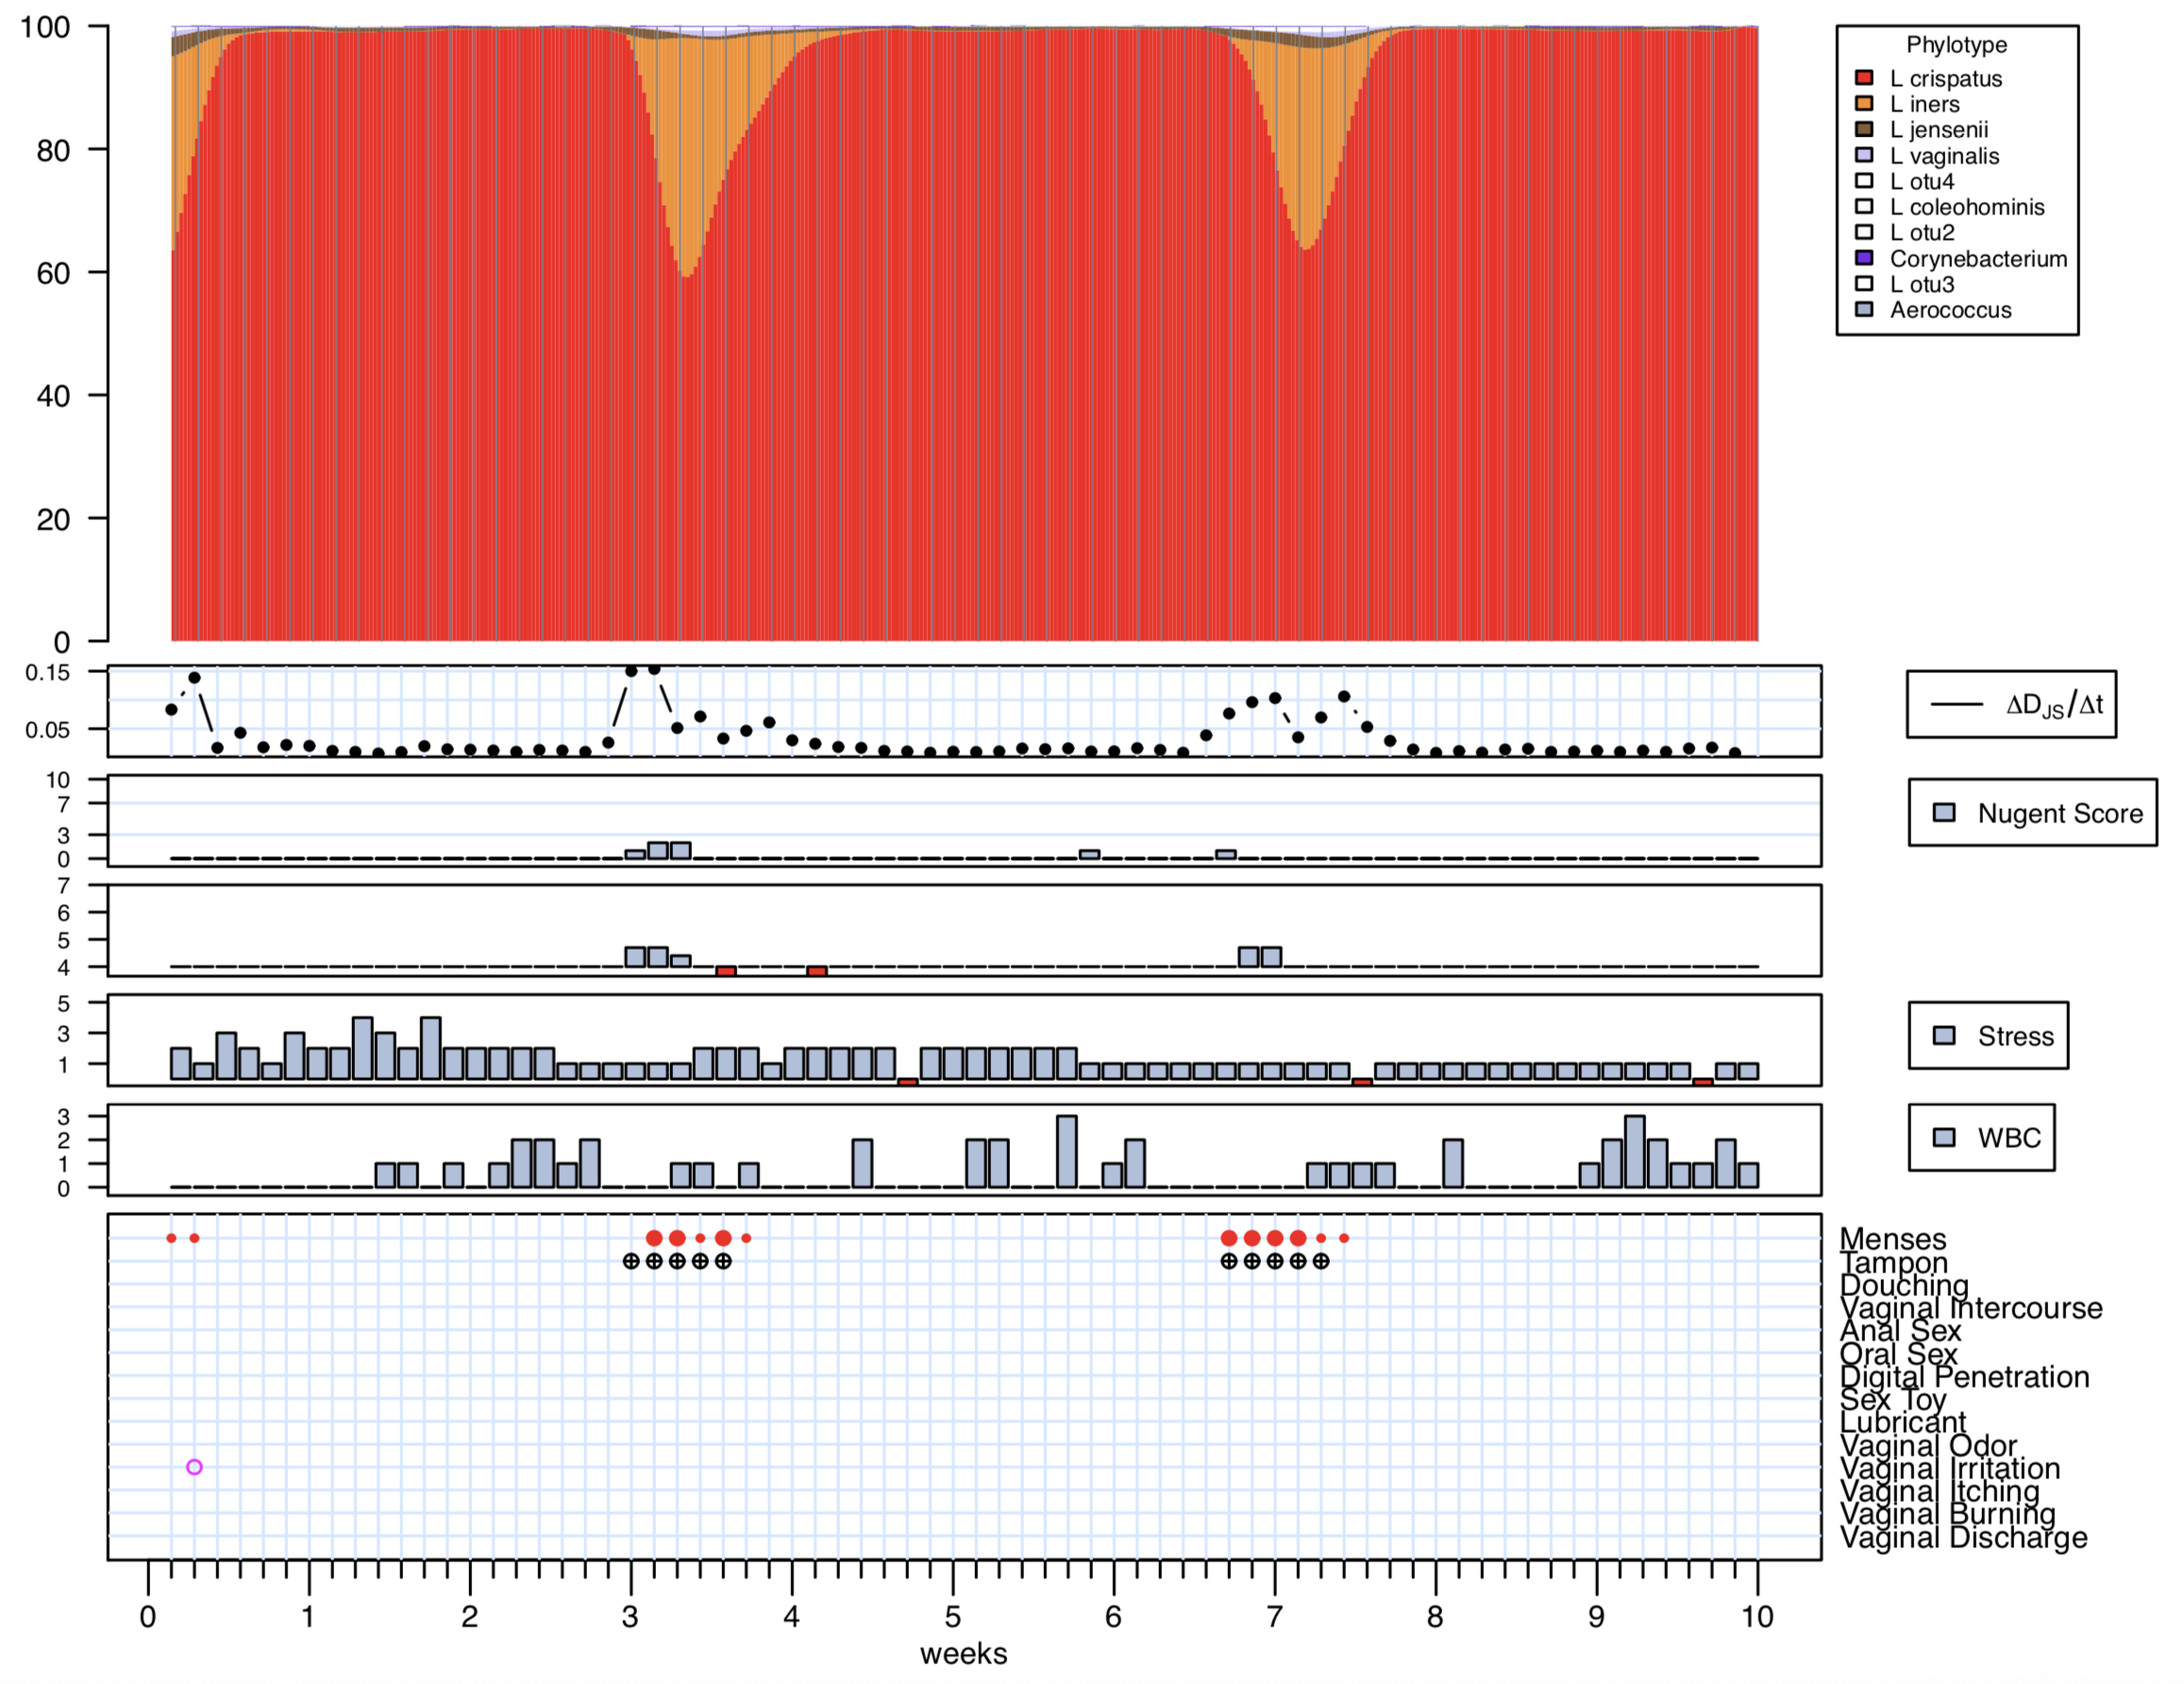 100
80
60
40
20
0
Phylotype
L crispatus
L iners
L jensenii
L vaginalis
L otu4
L coleohominis
L otu2
Corynebacterium
L otu3
Aerococcus
0.15
0.05
ΔDJS/Δt
10
7
3
0
Nugent Score
7
6
5
4
5
3
1
Stress
3
2
1
0
WBC
Menses
Tampon
Douching
Vaginal Intercourse
Anal Sex
Oral Sex
Digital Penetration
Sex Toy
Lubricant
Vaginal Odor
Vaginal Irritation
Vaginal Itching
Vaginal Burning
Vaginal Discharge
0 1 2 3 4 5 6 7 8 9 10
weeks